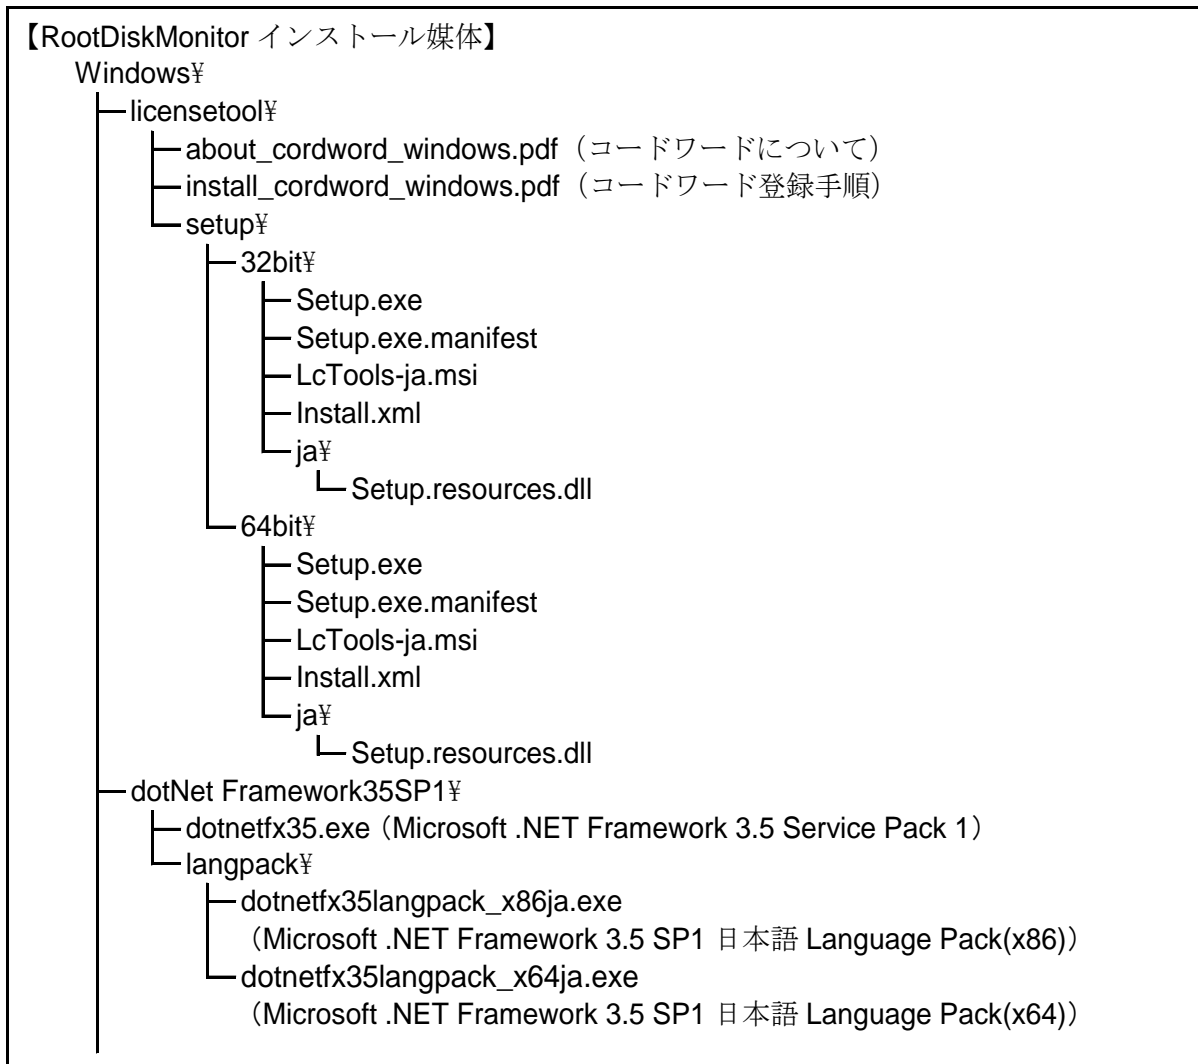 【RootDiskMonitor インストール媒体】
Windows¥
licensetool¥
about_cordword_windows.pdf（コードワードについて）
install_cordword_windows.pdf（コードワード登録手順）
setup¥
32bit¥
Setup.exe
Setup.exe.manifest
LcTools-ja.msi
Install.xml
ja¥
Setup.resources.dll
64bit¥
Setup.exe
Setup.exe.manifest
LcTools-ja.msi
Install.xml
ja¥
Setup.resources.dll
dotNet Framework35SP1¥
dotnetfx35.exe（Microsoft .NET Framework 3.5 Service Pack 1）
langpack¥
dotnetfx35langpack_x86ja.exe
（Microsoft .NET Framework 3.5 SP1 日本語 Language Pack(x86)）
dotnetfx35langpack_x64ja.exe
（Microsoft .NET Framework 3.5 SP1 日本語 Language Pack(x64)）